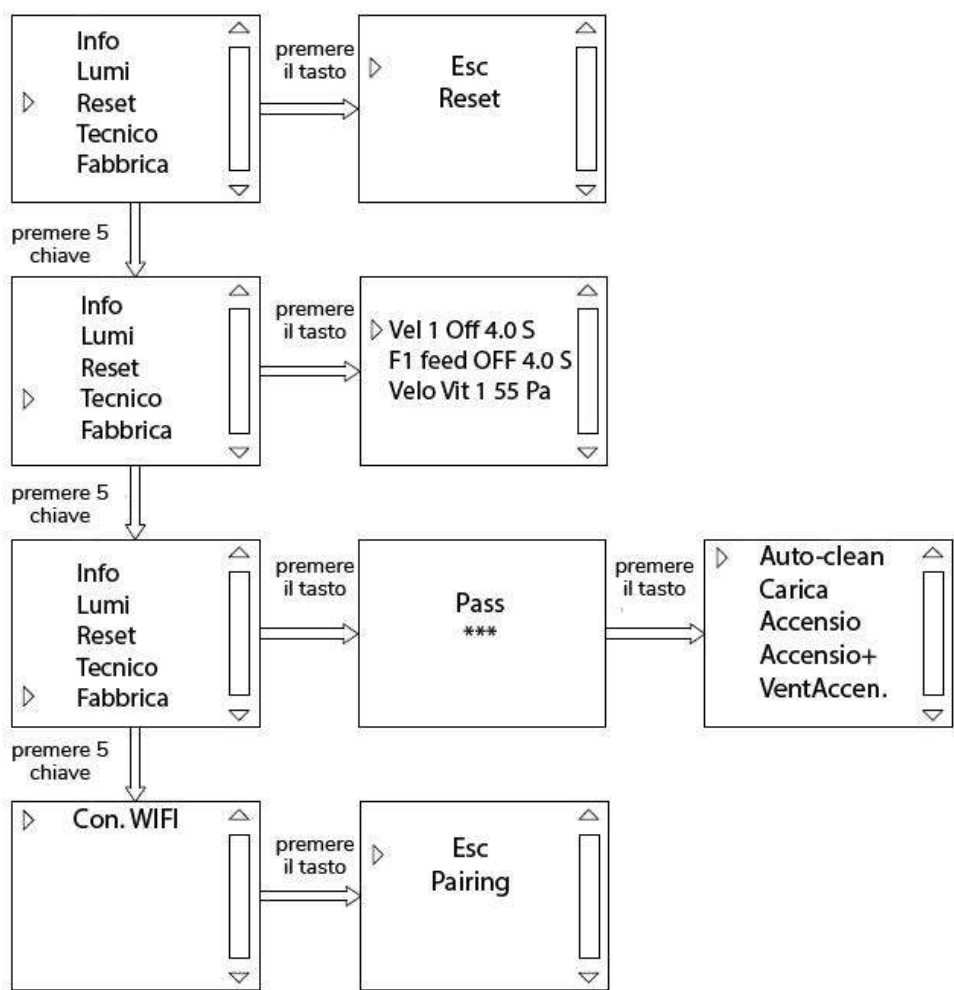 Info
Lumi
Reset
Tecnico
Fabbrica
premere
il tasto
Esc
Reset
premere 5
chiave
Info
Lumi
Reset
Tecnico
Fabbrica
premere
il tasto
Vel 1 Off 4.0 S
F1 feed OFF 4.0 S
Velo Vit 1 55 Pa
premere 5
chiave
Info
Lumi
Reset
Tecnico
Fabbrica
premere
il tasto
Pass
***
premere
il tasto
Auto-clean
Carica
Accensio
Accensio+
VentAccen.
premere 5
chiave
Con. WIFI
premere
il tasto
Esc
Pairing